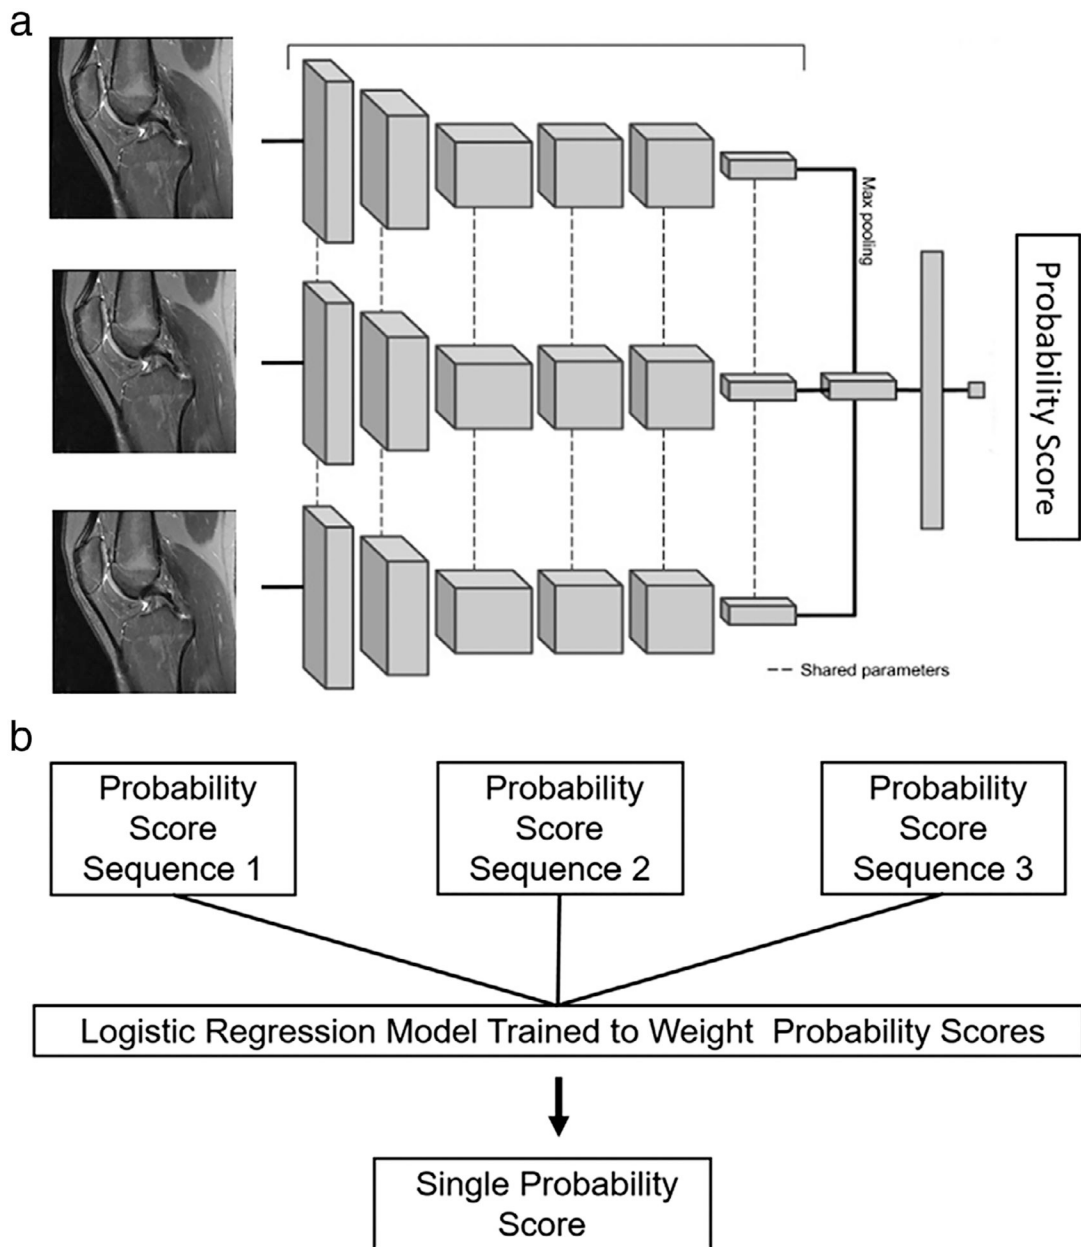 a
Max pooling
Probability Score
Shared parameters
b
Probability
Score
Sequence 1
Probability
Score
Sequence 2
Probability
Score
Sequence 3
Logistic Regression Model Trained to Weight Probability Scores
Single Probability
Score